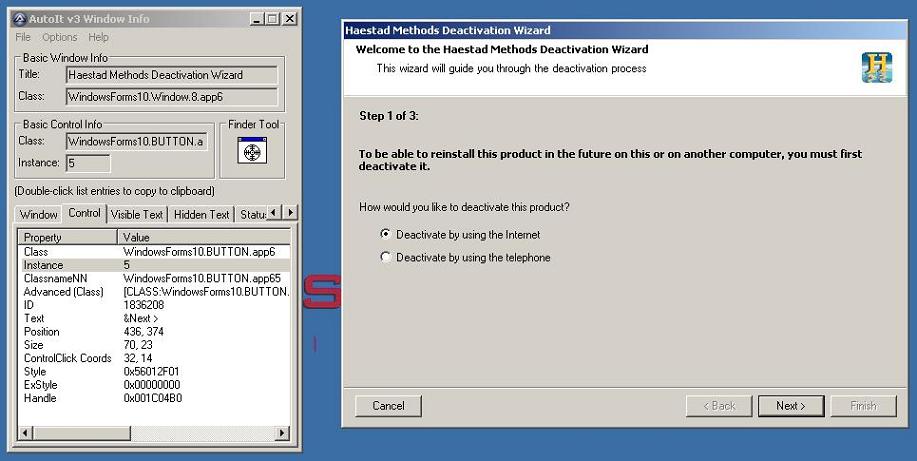 AutoIt v3 Window Info
File Options Help
Basic Window Info
Title: Haestad Methods Deactivation Wizard
Class: WindowsForms10.Window.8.app6
Basic Control Info
Class: WindowsForms10.BUTTON.a
Instance: 5
Finder Tool
(Double-click list entries to copy to clipboard)
Window Control Visible Text Hidden Text Statu
Property Value
Class WindowsForms10.BUTTON.app6
Instance 5
ClassnameNN WindowsForms10.BUTTON.app65
Advanced (Class) [CLASS:WindowsForms10.BUTTON.
ID 1836208
Text &Next >
Position 436, 374
Size 70, 23
ControlClick Coords 32, 14
Style 0x56012F01
ExStyle 0x00000000
Handle 0x001C04B0
S
Haestad Methods Deactivation Wizard
Welcome to the Haestad Methods Deactivation Wizard
This wizard will guide you through the deactivation process
H
Step 1 of 3:
To be able to reinstall this product in the future on this or on another computer, you must first
deactivate it.
How would you like to deactivate this product?
Deactivate by using the Internet
Deactivate by using the telephone
Cancel
< Back
Next >
Finish